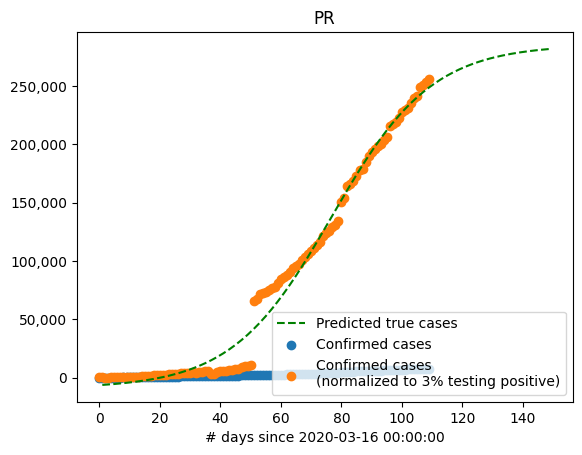 PR
250,000
200,000
150,000
100,000
50,000
0
Predicted true cases
Confirmed cases
Confirmed cases
(normalized to 3% testing positive)
0 20 40 60 80 100 120 140
# days since 2020-03-16 00:00:00